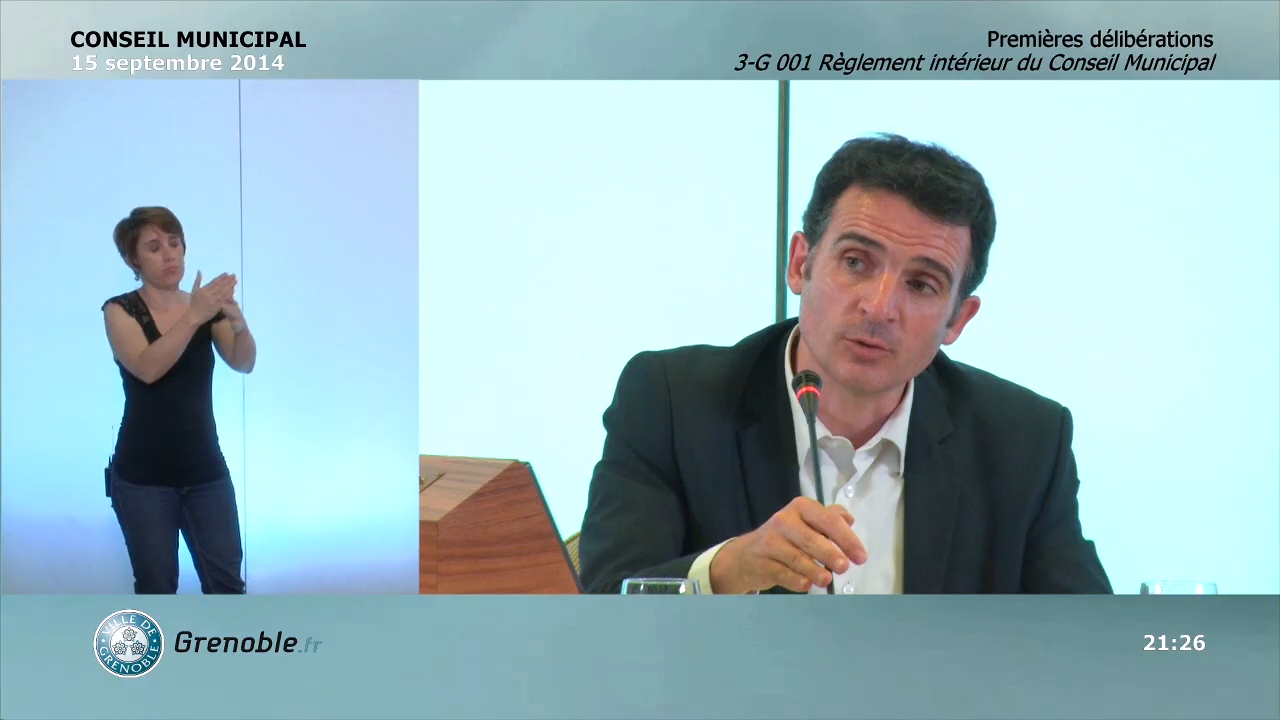 CONSEIL MUNICIPAL
15 septembre 2014
Premières délibérations
3-G 001 Règlement intérieur du Conseil Municipal
VILLE DE
GRENOBLE
Grenoble.fr
21:26